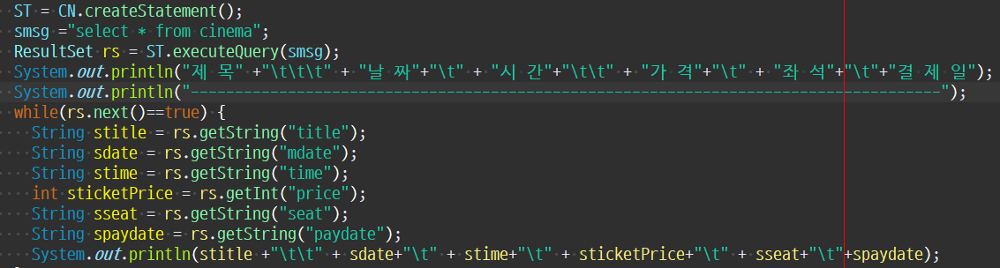 ST = CN.createStatement();
smsg ="select * from cinema";
ResultSet rs = ST.executeQuery(smsg);
System.out.println("제 목" +"\t\t\t" + "날 짜"+"\t" + "시 간"+"\t\t" + "가 격"+"\t" + "좌 석"+"\t"+"결 제 일");
System.out.println("-------------------------------------------------------------------------------------");
while(rs.next()==true) {
String stitle = rs.getString("title");
String sdate = rs.getString("mdate");
String stime = rs.getString("time");
int sticketPrice = rs.getInt("price");
String sseat = rs.getString("seat");
String spaydate = rs.getString("paydate");
System.out.println(stitle +"\t\t" + sdate+"\t" + stime+"\t" + sticketPrice+"\t" + sseat+"\t"+spaydate);